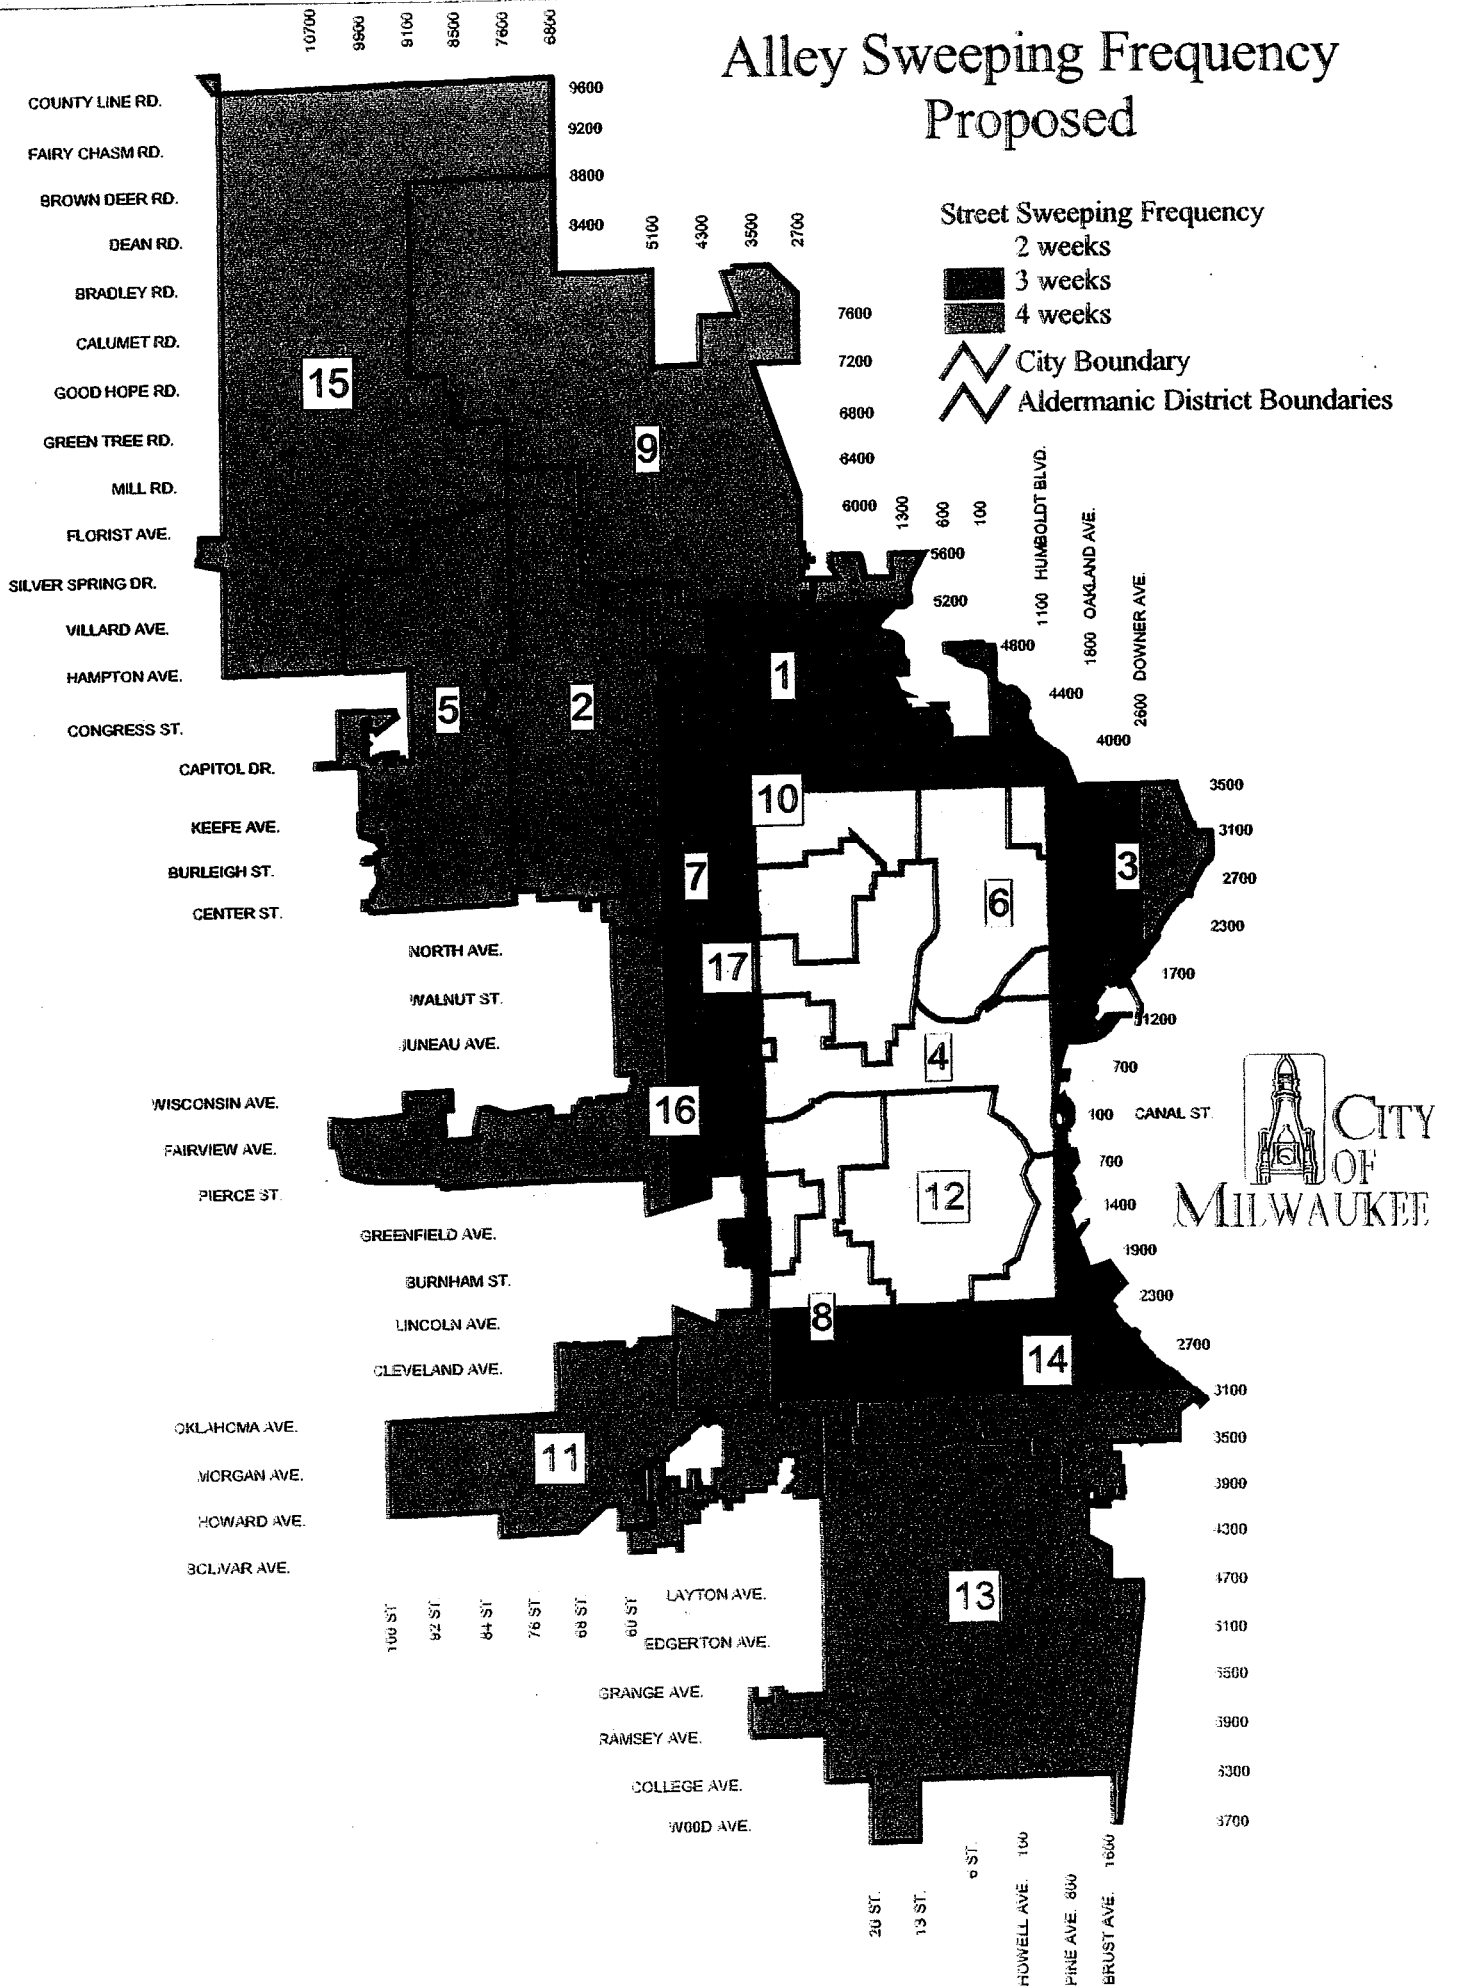 10700
9900
9100
8500
7600
6800
Alley Sweeping Frequency
Proposed
COUNTY LINE RD.
9600
9200
FAIRY CHASM RD.
8800
BROWN DEER RD.
8400
DEAN RD.
5100
4300
3500
2700
Street Sweeping Frequency
2 weeks
3 weeks
4 weeks
City Boundary
Aldermanic District Boundaries
BRADLEY RD.
7600
CALUMET RD.
7200
15
GOOD HOPE RD.
6800
GREEN TREE RD.
9
6400
MILL RD.
6000
1300
600
100
1100 HUMBOLDT BLVD.
1800 OAKLAND AVE.
2600 DOWNER AVE.
FLORIST AVE.
5600
SILVER SPRING DR.
5200
VILLARD AVE.
4800
HAMPTON AVE.
1
4400
5
2
CONGRESS ST.
4000
CAPITOL DR.
3500
10
KEEFE AVE.
3100
BURLEIGH ST.
7
3
2700
CENTER ST.
6
2300
NORTH AVE.
17
1700
WALNUT ST.
1200
JUNEAU AVE.
4
700
WISCONSIN AVE.
16
100
CANAL ST.
FAIRVIEW AVE.
700
PIERCE ST.
12
1400
CITY
OF
MILWAUKEE
GREENFIELD AVE.
1900
BURNHAM ST.
2300
LINCOLN AVE.
8
2700
CLEVELAND AVE.
14
3100
OKLAHOMA AVE.
3500
11
MORGAN AVE.
3900
HOWARD AVE.
4300
BOLIVAR AVE.
4700
100 ST.
92 ST.
84 ST.
76 ST.
68 ST.
60 ST.
LAYTON AVE.
13
5100
EDGERTON AVE.
5500
GRANGE AVE.
5900
RAMSEY AVE.
6300
COLLEGE AVE.
6700
WOOD AVE.
20 ST.
13 ST.
6 ST.
HOWELL AVE. 100
PINE AVE. 800
BRUST AVE. 1600